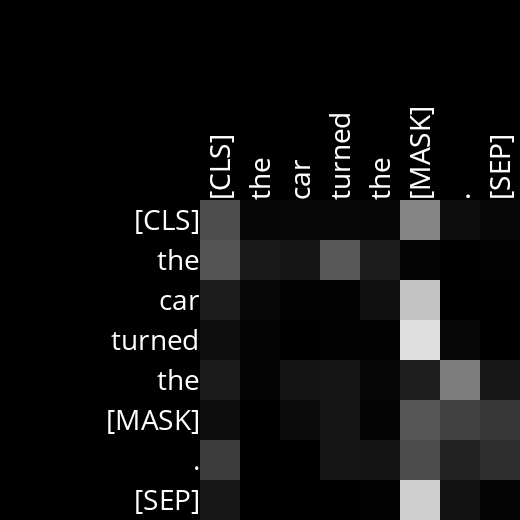 [CLS] the car turned the [MASK] . [SEP]
[CLS]
the
car
turned
the
[MASK]
.
[SEP]